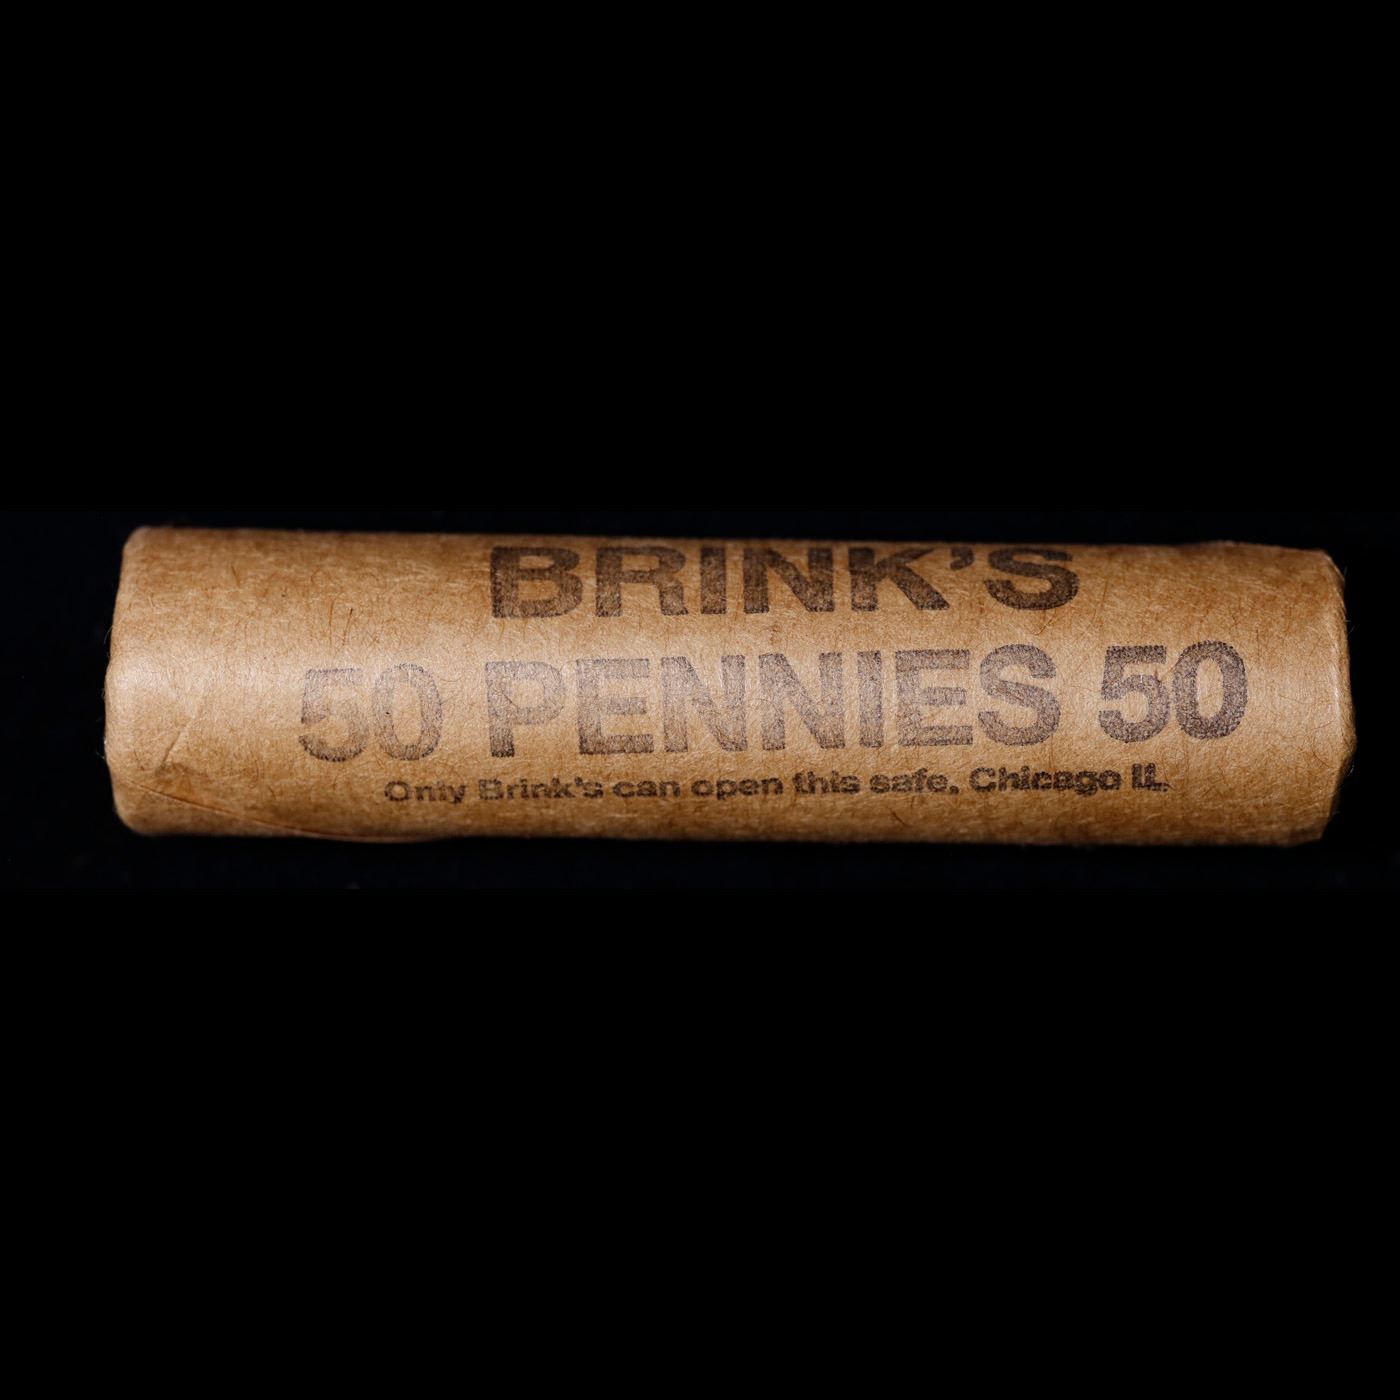 BRINK'S
50 PENNIES 50
Only Brink's can open this safe, Chicago IL.